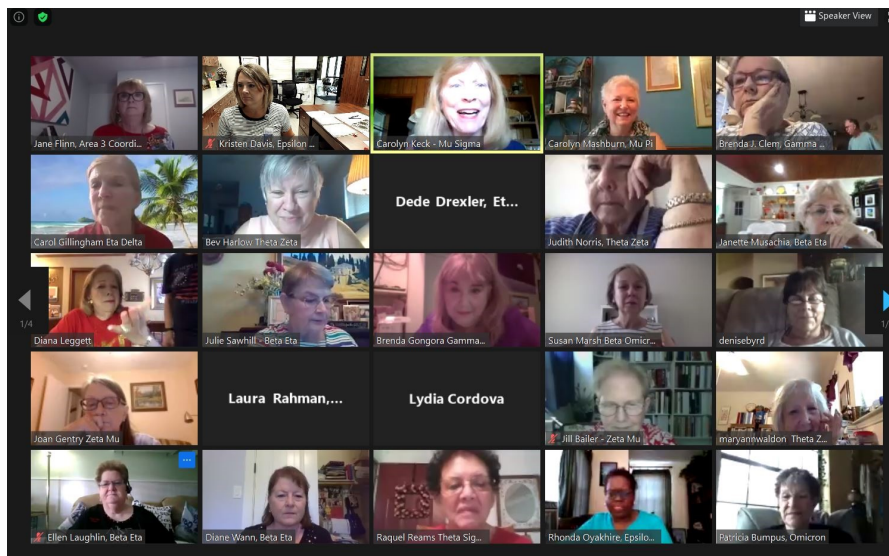 Speaker View
Jane Flinn, Area 3 Coordi...
Kristen Davis, Epsilon ...
Carolyn Keck - Mu Sigma
Carolyn Mashburn, Mu Pi
Brenda J. Clem, Gamma ...
Carol Gillingham Eta Delta
Bev Harlow Theta Zeta
Dede Drexler, Et...
Judith Norris, Theta Zeta
Janette Musachia, Beta Eta
1/4
Diana Leggett
Julie Sawhill - Beta Eta
Brenda Gongora Gamma...
Susan Marsh Beta Omicr...
denisebyrd
Joan Gentry Zeta Mu
Laura Rahman,...
Lydia Cordova
Jill Bailer - Zeta Mu
maryannwaldon Theta Z...
Ellen Laughlin, Beta Eta
Diane Wann, Beta Eta
Raquel Reams Theta Sig...
Rhonda Oyakhire, Epsilo...
Patricia Bumpus, Omicron